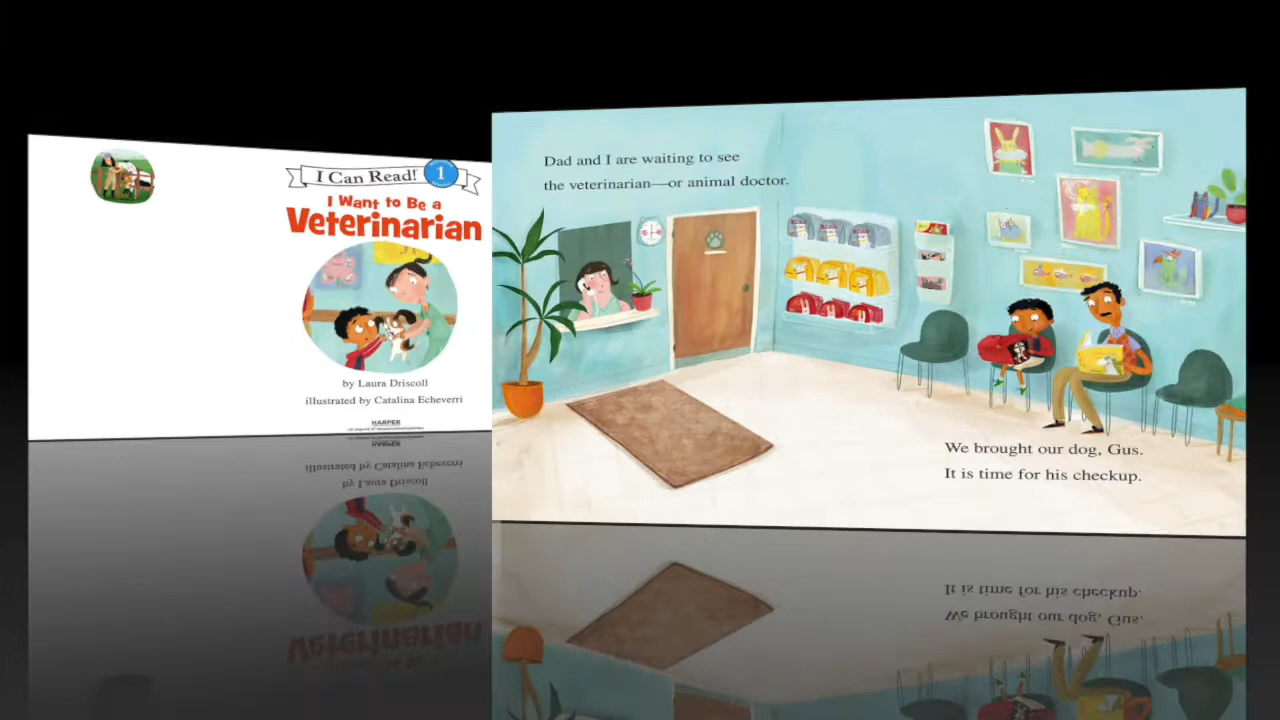 I Can Read!
1
I Want to Be a
Veterinarian
by Laura Driscoll
illustrated by Catalina Echeverri
HARPER
Dad and I are waiting to see
the veterinarian—or animal doctor.
We brought our dog, Gus.
It is time for his checkup.